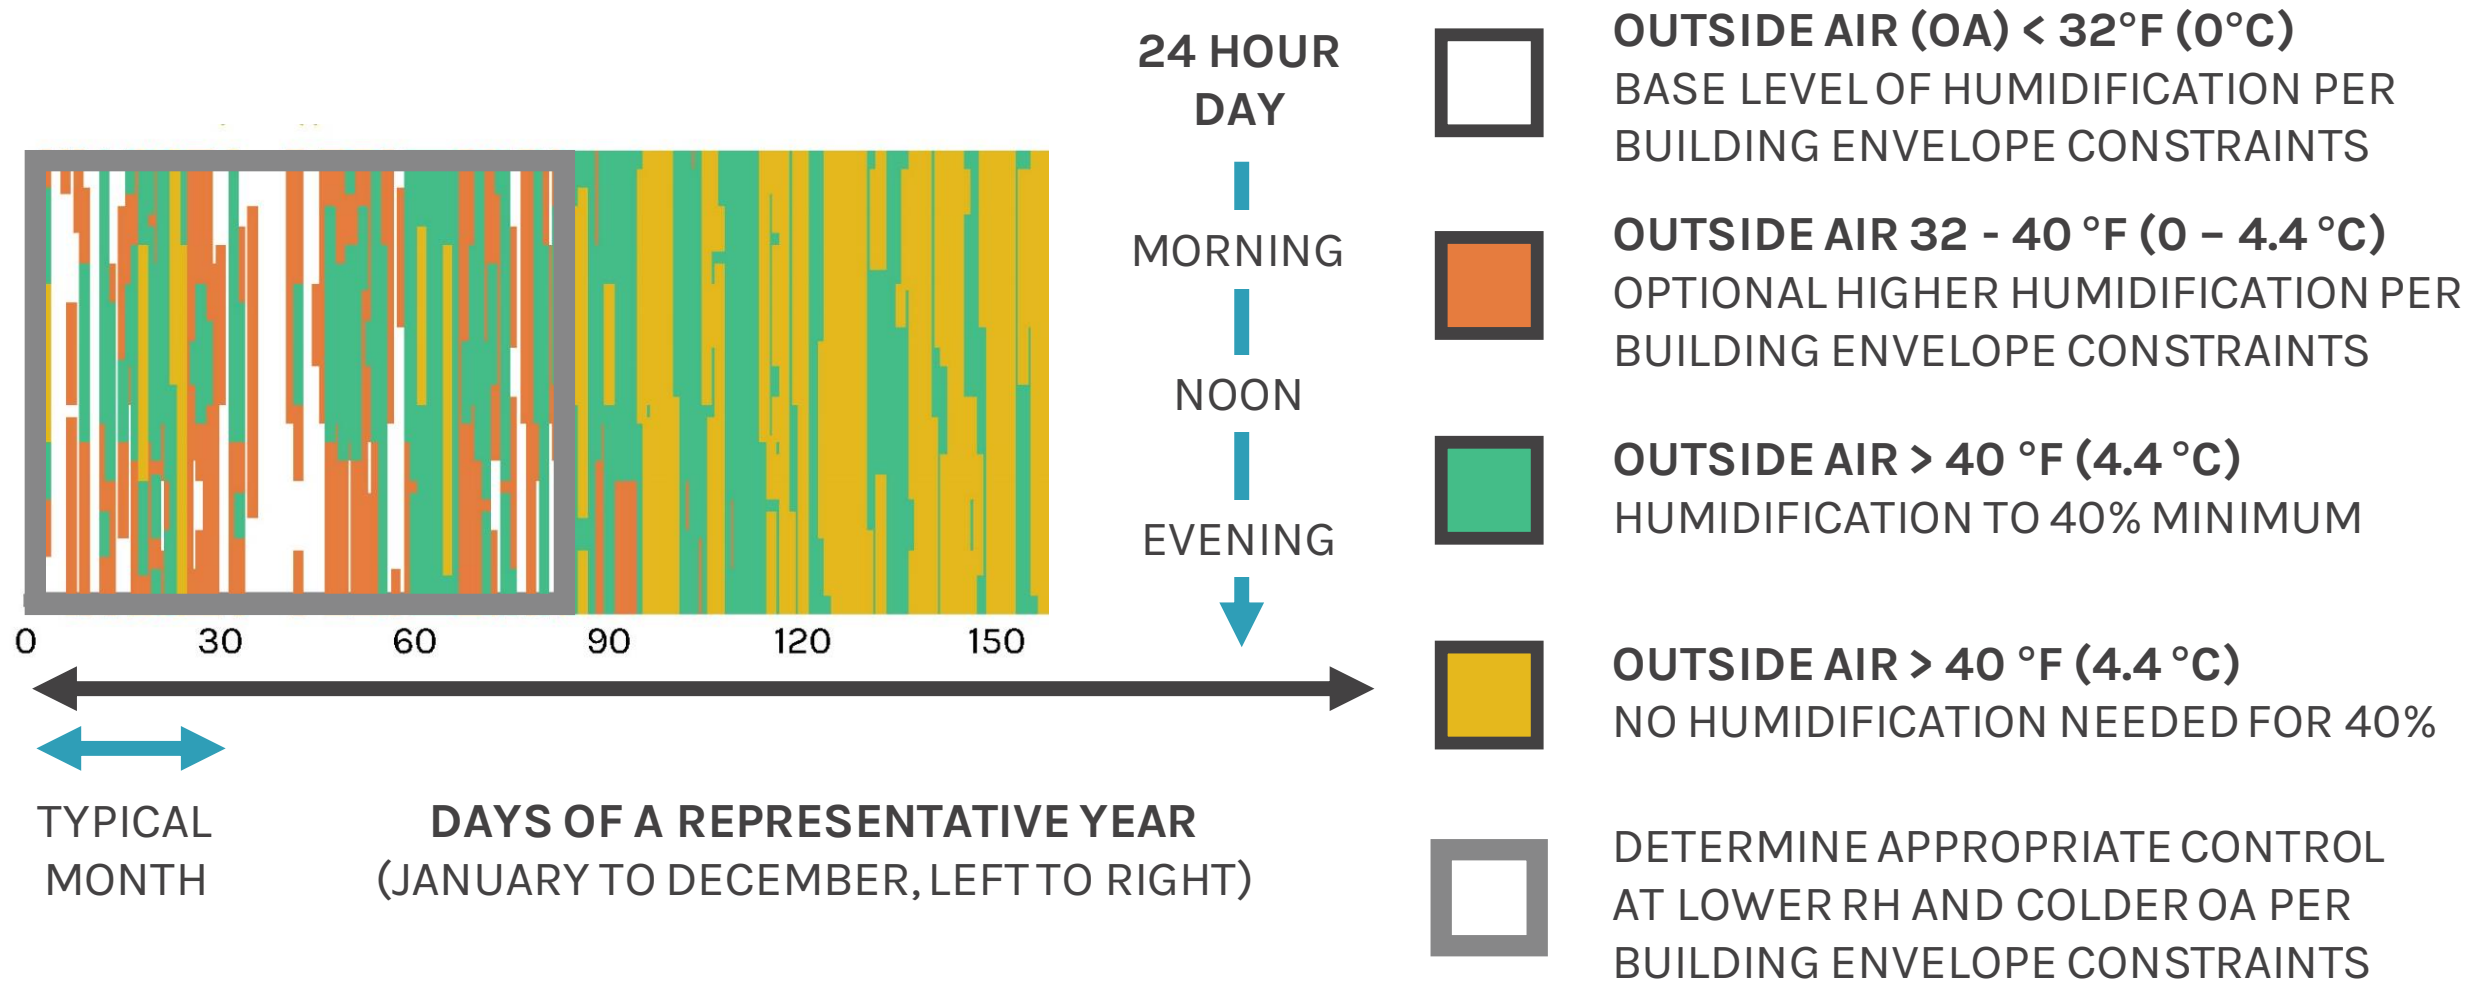 24 HOUR
DAY
MORNING
NOON
EVENING
0 30 60 90 120 150
TYPICAL
MONTH
DAYS OF A REPRESENTATIVE YEAR
(JANUARY TO DECEMBER, LEFT TO RIGHT)
OUTSIDE AIR (OA) < 32°F (0°C)
BASE LEVEL OF HUMIDIFICATION PER
BUILDING ENVELOPE CONSTRAINTS
OUTSIDE AIR 32 - 40 °F (0 – 4.4 °C)
OPTIONAL HIGHER HUMIDIFICATION PER
BUILDING ENVELOPE CONSTRAINTS
OUTSIDE AIR > 40 °F (4.4 °C)
HUMIDIFICATION TO 40% MINIMUM
OUTSIDE AIR > 40 °F (4.4 °C)
NO HUMIDIFICATION NEEDED FOR 40%
DETERMINE APPROPRIATE CONTROL
AT LOWER RH AND COLDER OA PER
BUILDING ENVELOPE CONSTRAINTS